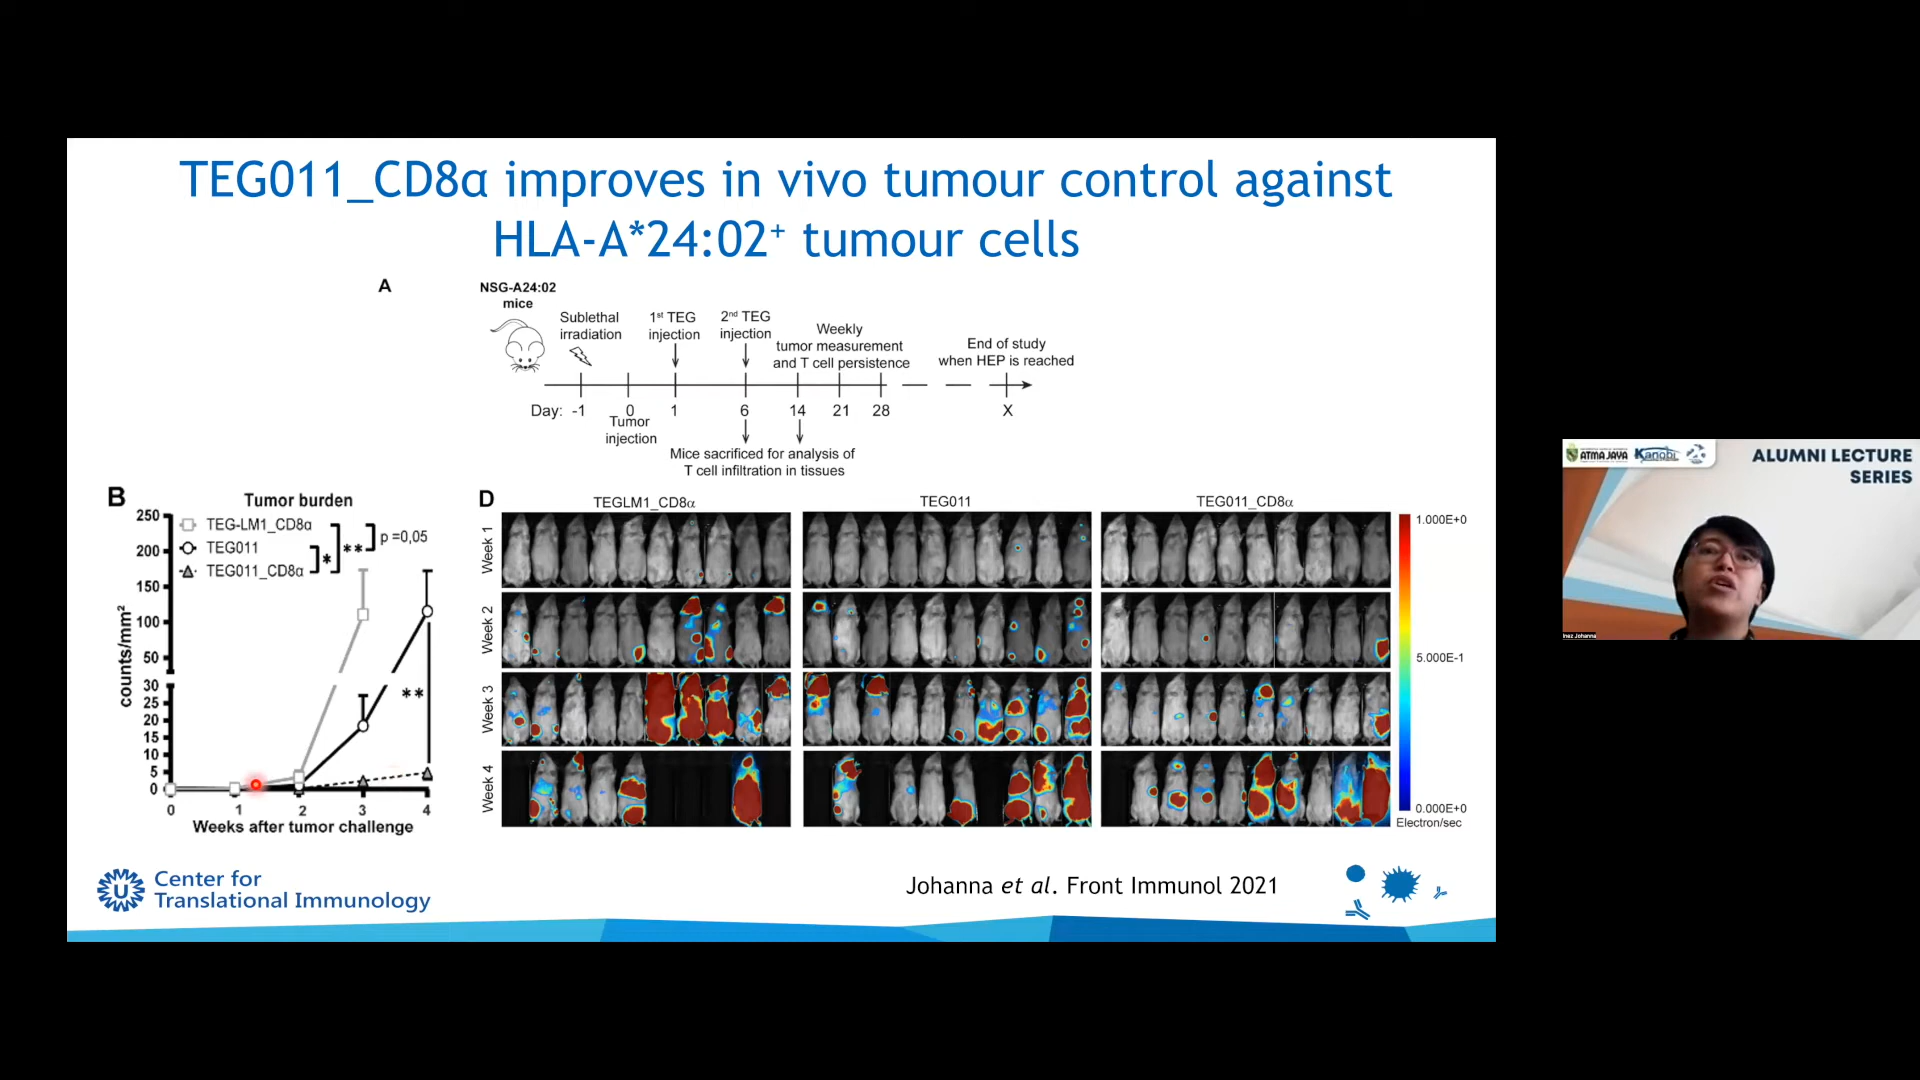 TEG011_CD8α improves in vivo tumour control against
HLA-A*24:02⁺ tumour cells
A
NSG-A24:02
mice
Sublethal
irradiation
1st TEG
injection
2nd TEG
injection
Weekly
tumor measurement
and T cell persistence
End of study
when HEP is reached
Day: -1 0 1 6 14 21 28 X
Tumor
injection
Mice sacrificed for analysis of
T cell infiltration in tissues
B
Tumor burden
TEG-LM1_CD8α
TEG011
TEG011_CD8α
*
**
p =0,05
**
counts/mm²
250
200
150
100
50
30
25
20
15
10
5
0
0 1 2 3 4
Weeks after tumor challenge
D
TEGLM1_CD8α
TEG011
TEG011_CD8α
Week 1
Week 2
Week 3
Week 4
1.000E+0
5.000E-1
0.000E+0
Electron/sec
U
Center for
Translational Immunology
Johanna et al. Front Immunol 2021
ATMA JAYA
Kanobi
ALUMNI LECTURE
SERIES
Inez Johanna